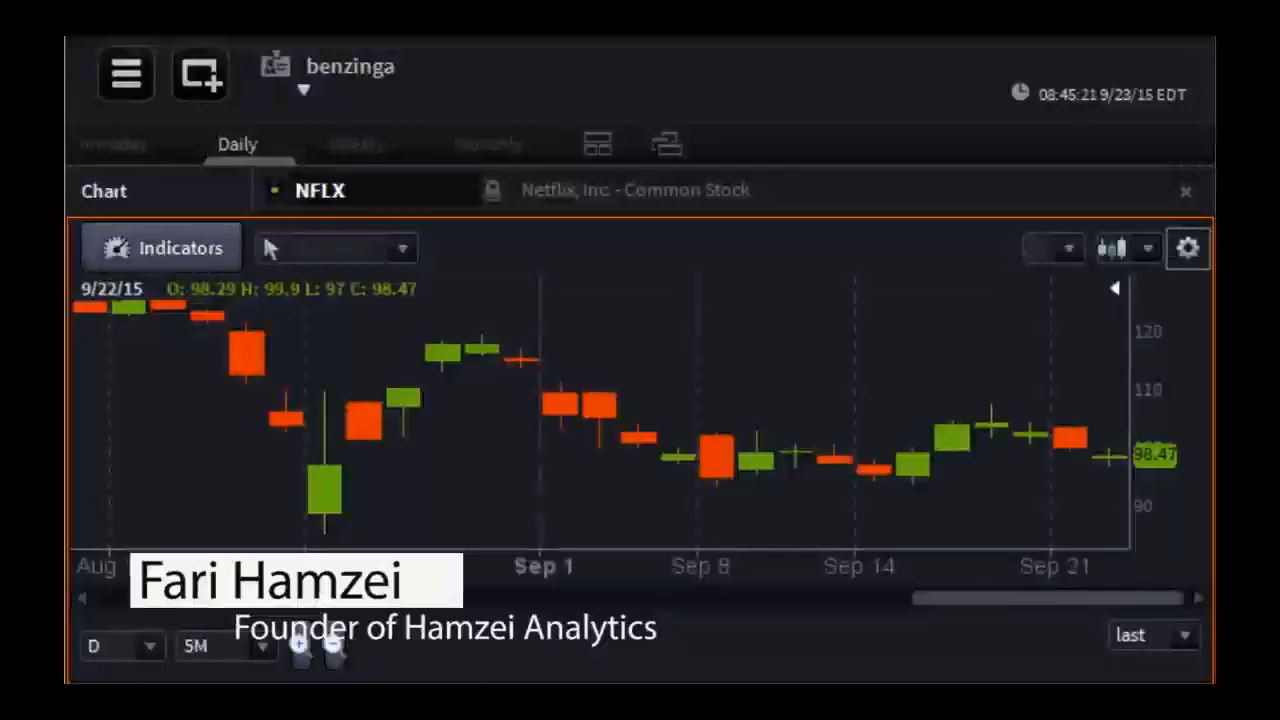 benzinga
08:45:21 9/23/15 EDT
Daily
Weekly
Monthly
Chart
NFLX
Netflix, Inc. - Common Stock
Indicators
9/22/15 O: 98.29 H: 99.9 L: 97 C: 98.47
120
110
98.47
90
Aug
Sep 1
Sep 8
Sep 14
Sep 21
Fari Hamzei
Founder of Hamzei Analytics
D
5M
last